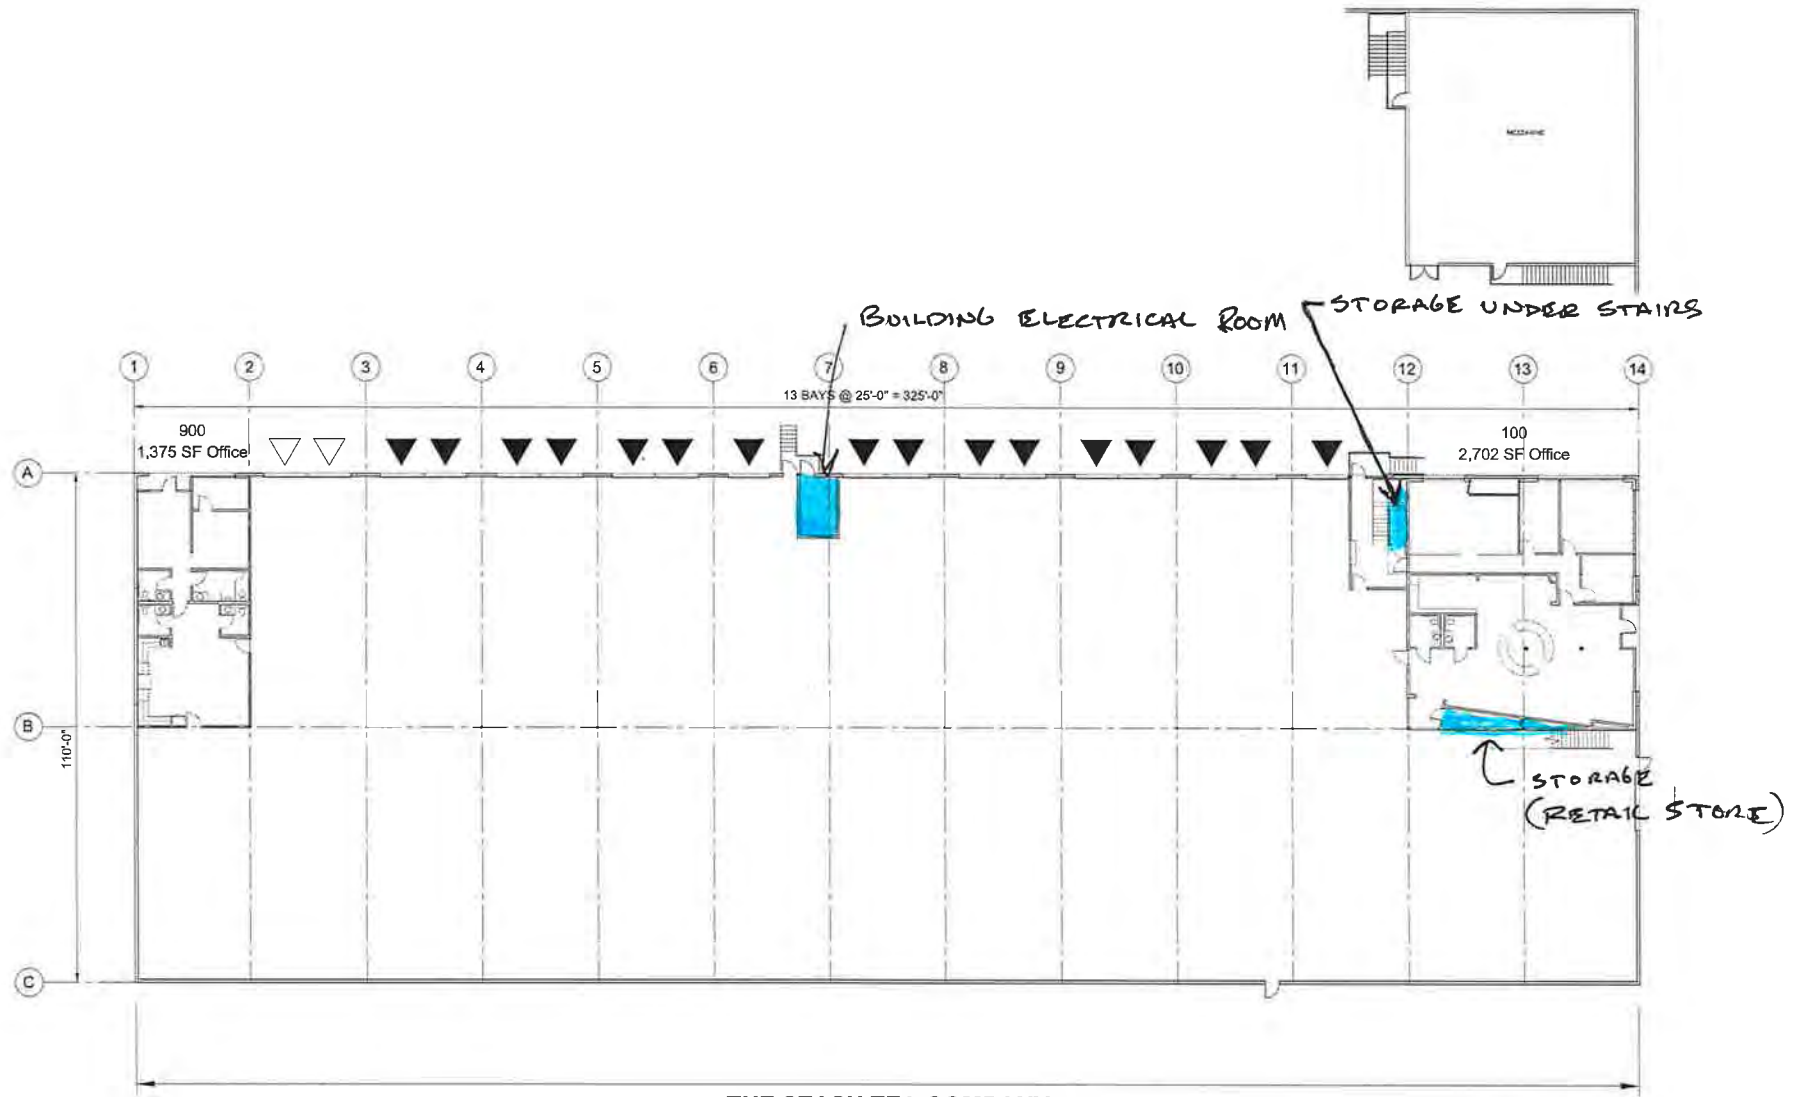 MEZZANINE
BUILDING ELECTRICAL ROOM
STORAGE UNDER STAIRS
1 2 3 4 5 6 7 8 9 10 11 12 13 14
13 BAYS @ 25'-0" = 325'-0"
900
1,375 SF Office
100
2,702 SF Office
A
B
110'-0"
STORAGE
(RETAIL STORE)
C